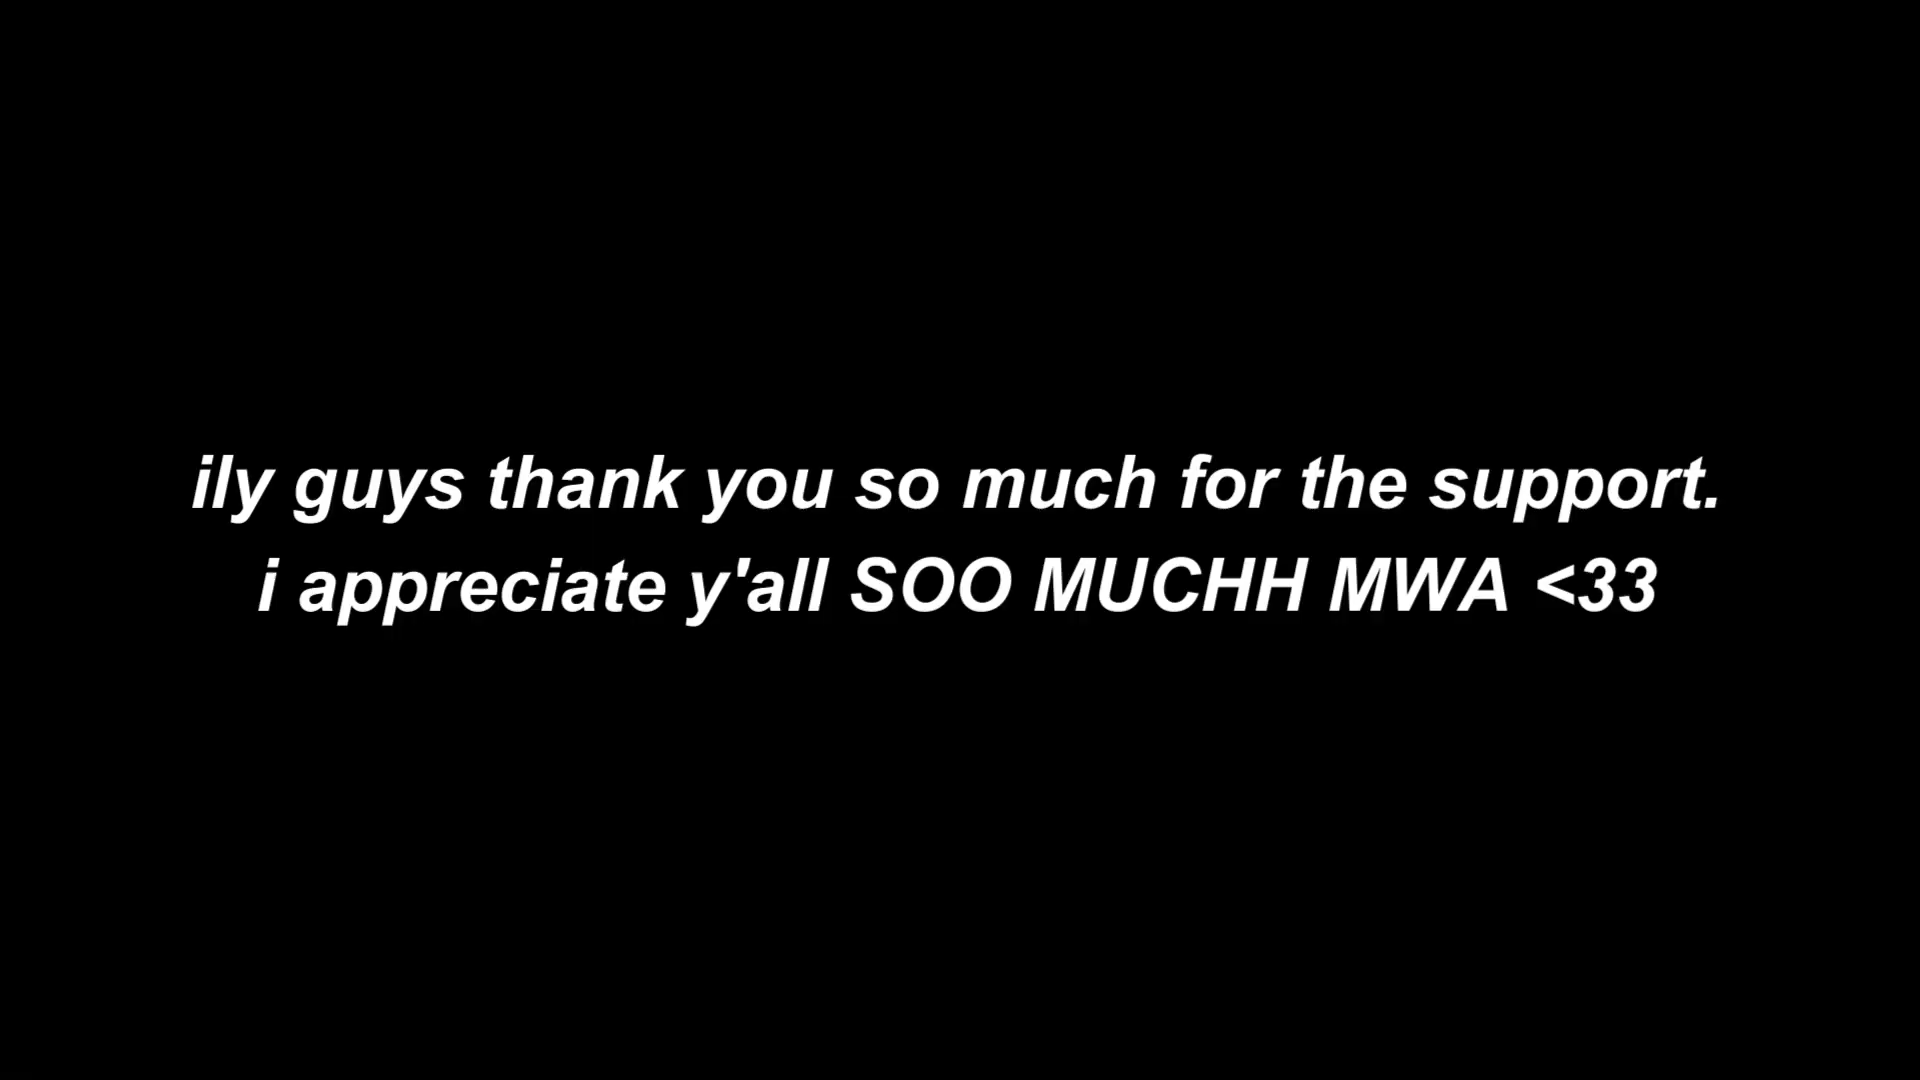 ily guys thank you so much for the support.
i appreciate y'all SOO MUCHH MWA <33